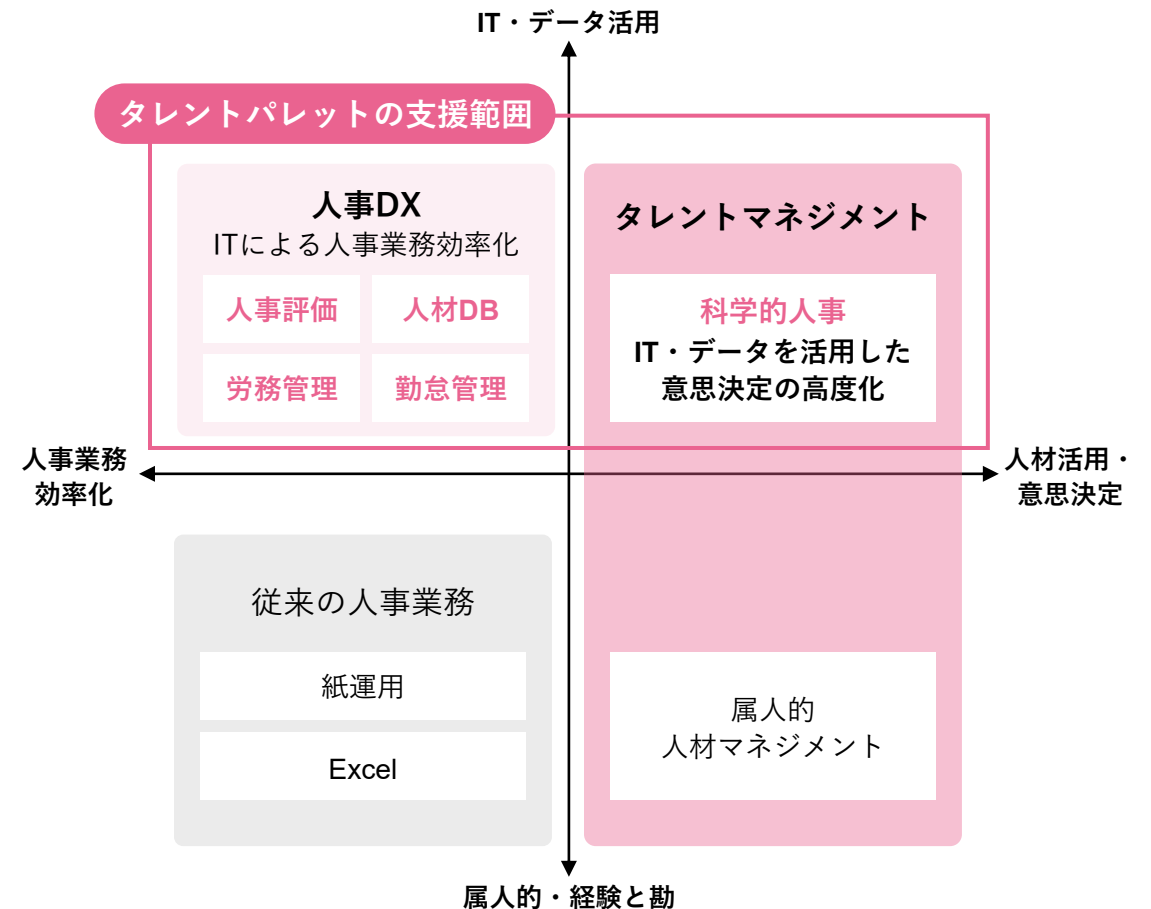 IT・データ活用
タレントパレットの支援範囲
人事DX
ITによる人事業務効率化
人事評価
人材DB
労務管理
勤怠管理
タレントマネジメント
科学的人事
IT・データを活用した
意思決定の高度化
人事業務
効率化
人材活用・
意思決定
従来の人事業務
紙運用
Excel
属人的
人材マネジメント
属人的・経験と勘